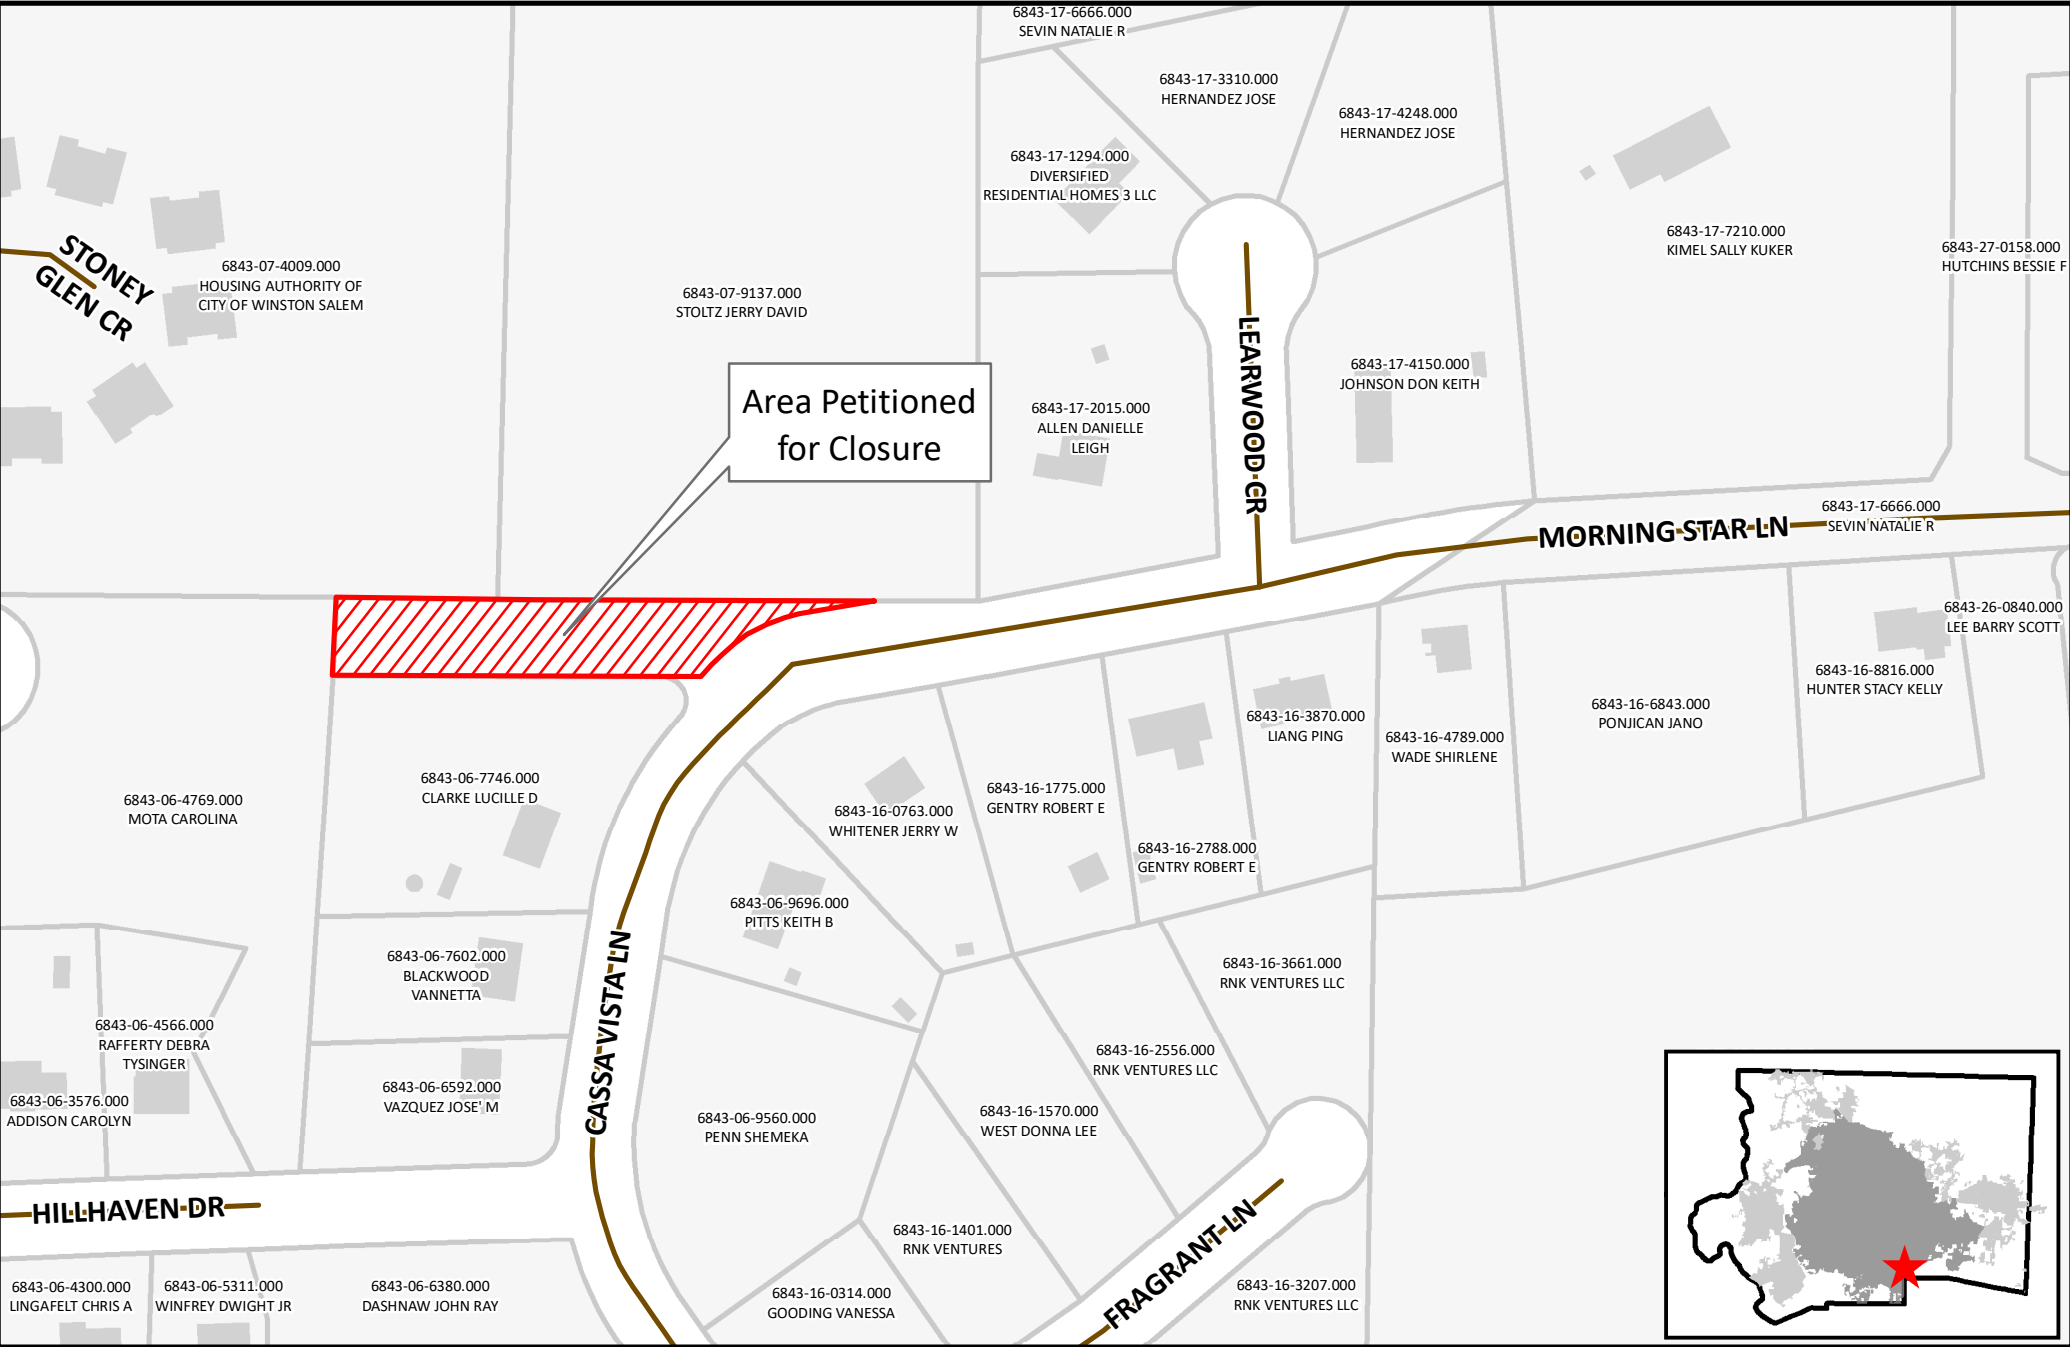 6843-17-6666.000
SEVIN NATALIE R
6843-17-3310.000
HERNANDEZ JOSE
6843-17-4248.000
HERNANDEZ JOSE
6843-17-1294.000
DIVERSIFIED
RESIDENTIAL HOMES 3 LLC
6843-17-7210.000
KIMEL SALLY KUKER
6843-27-0158.000
HUTCHINS BESSIE F
STONEY
GLEN CR
6843-07-4009.000
HOUSING AUTHORITY OF
CITY OF WINSTON SALEM
6843-07-9137.000
STOLTZ JERRY DAVID
Area Petitioned
for Closure
LEARWOOD CR
6843-17-4150.000
JOHNSON DON KEITH
6843-17-2015.000
ALLEN DANIELLE
LEIGH
MORNING STAR LN
6843-17-6666.000
SEVIN NATALIE R
6843-26-0840.000
LEE BARRY SCOTT
6843-16-8816.000
HUNTER STACY KELLY
6843-16-6843.000
PONJICAN JANO
6843-16-3870.000
LIANG PING
6843-16-4789.000
WADE SHIRLENE
6843-06-7746.000
CLARKE LUCILLE D
6843-06-4769.000
MOTA CAROLINA
6843-16-1775.000
GENTRY ROBERT E
6843-16-0763.000
WHITENER JERRY W
6843-16-2788.000
GENTRY ROBERT E
6843-06-9696.000
PITTS KEITH B
6843-06-7602.000
BLACKWOOD
VANNETTA
6843-16-3661.000
RNK VENTURES LLC
CASSA VISTA LN
6843-06-4566.000
RAFFERTY DEBRA
TYSINGER
6843-16-2556.000
RNK VENTURES LLC
6843-06-6592.000
VAZQUEZ JOSE' M
6843-06-3576.000
ADDISON CAROLYN
6843-06-9560.000
PENN SHEMEKA
6843-16-1570.000
WEST DONNA LEE
HILLHAVEN DR
6843-16-1401.000
RNK VENTURES
FRAGRANT LN
6843-06-4300.000
LINGAFELT CHRIS A
6843-06-5311.000
WINFREY DWIGHT JR
6843-06-6380.000
DASHNAW JOHN RAY
6843-16-0314.000
GOODING VANESSA
6843-16-3207.000
RNK VENTURES LLC